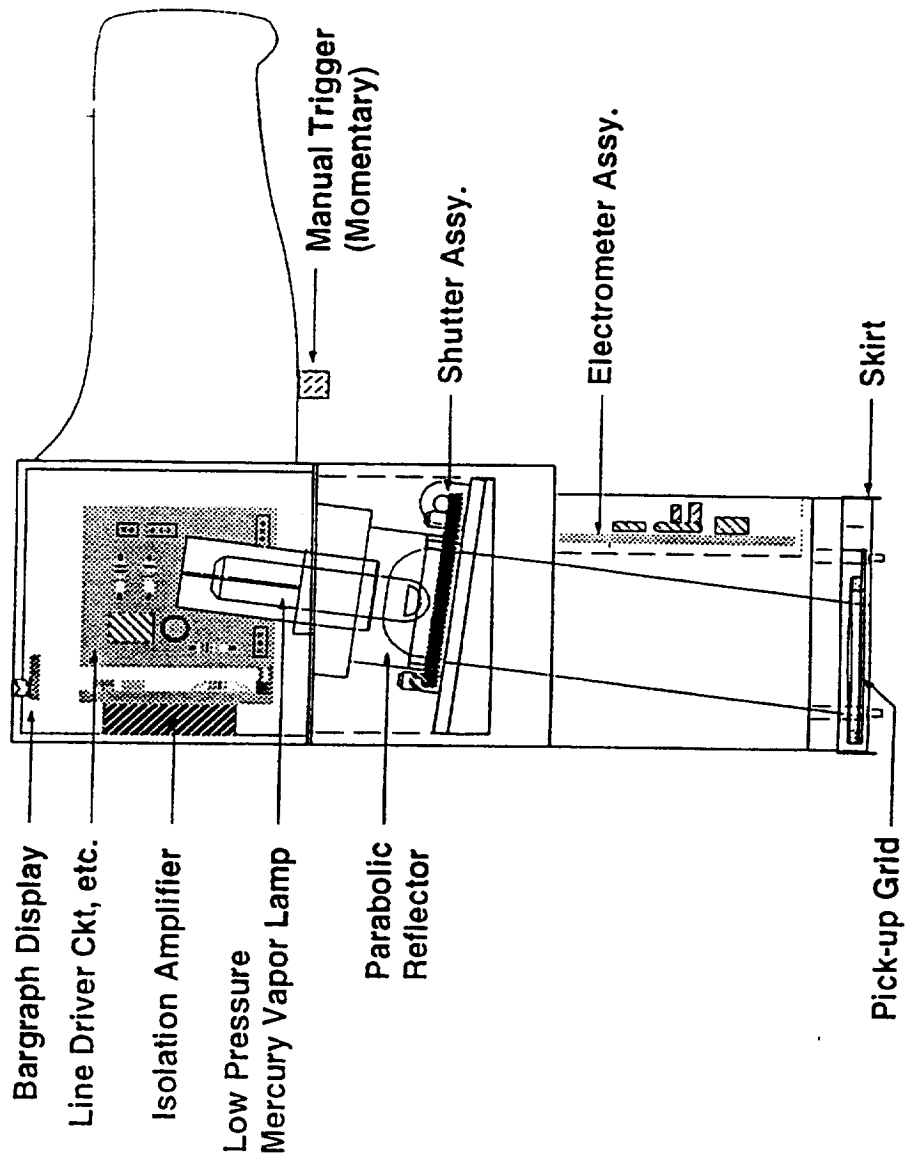 Bargraph Display
Line Driver Ckt, etc.
Isolation Amplifier
Low Pressure
Mercury Vapor Lamp
Parabolic
Reflector
Pick-up Grid
Manual Trigger
(Momentary)
Shutter Assy.
Electrometer Assy.
Skirt